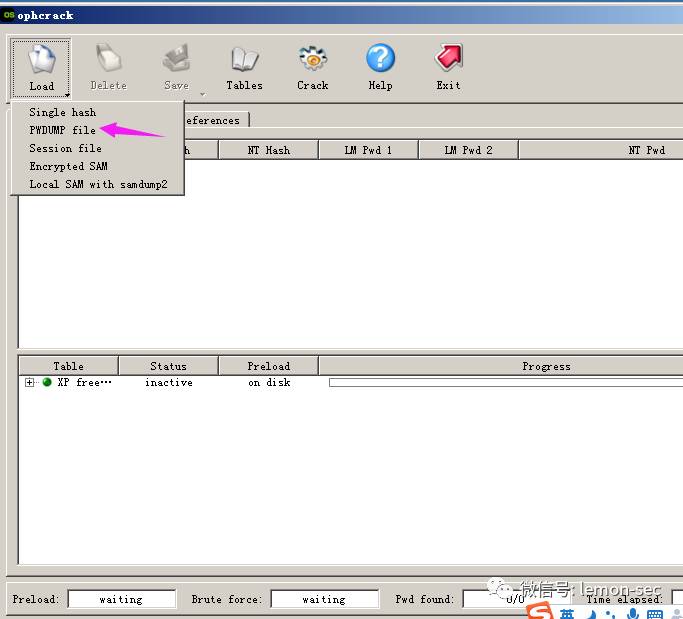 OS ophcrack
Load Delete Save Tables Crack Help Exit
Single hash
PWDUMP file
Session file
Encrypted SAM
Local SAM with samdump2
eferences
h NT Hash LM Pwd 1 LM Pwd 2 NT Pwd
Table Status Preload Progress
XP free… inactive on disk
Preload: waiting Brute force: waiting Pwd found: 0/0 Time elapsed:
微信号: lemon-sec
S 英